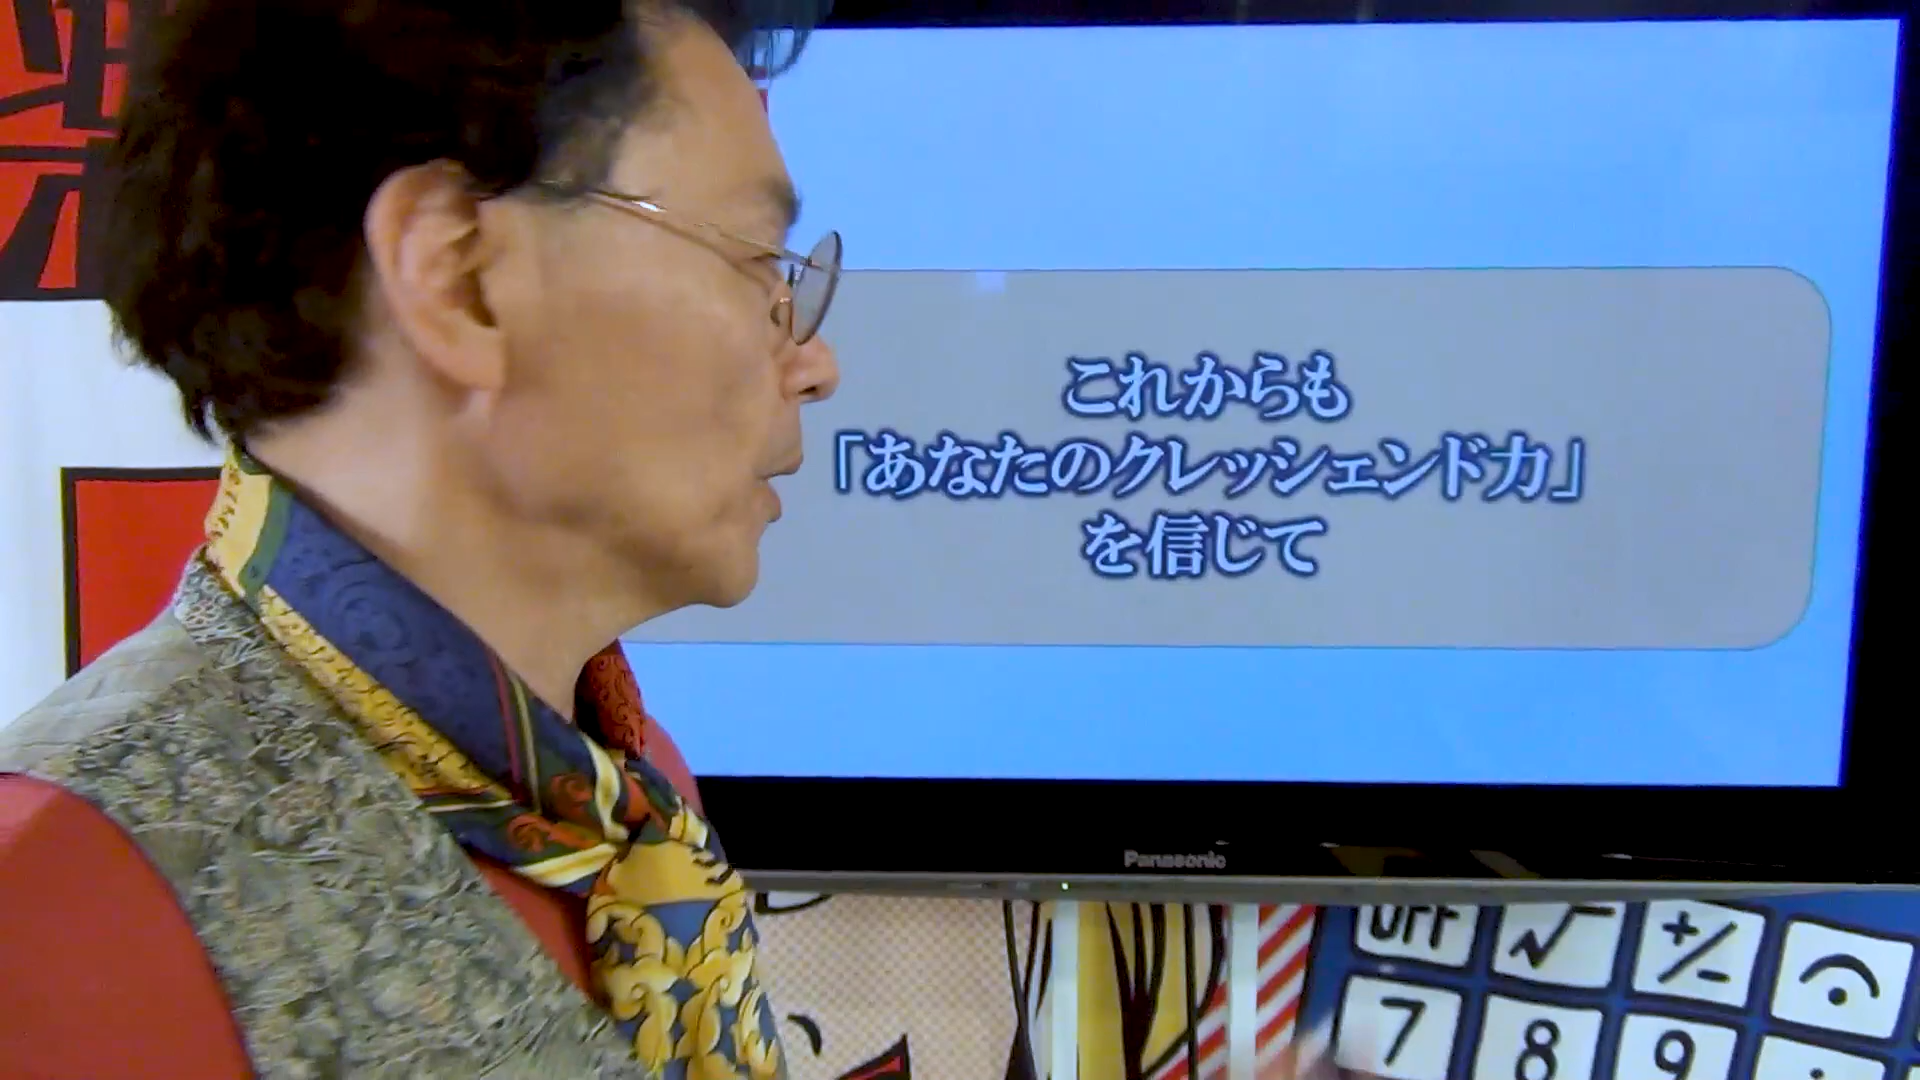 これからも
「あなたのクレッシェンド力」
を信じて
Panasonic
OFF √ +/-
7 8 9